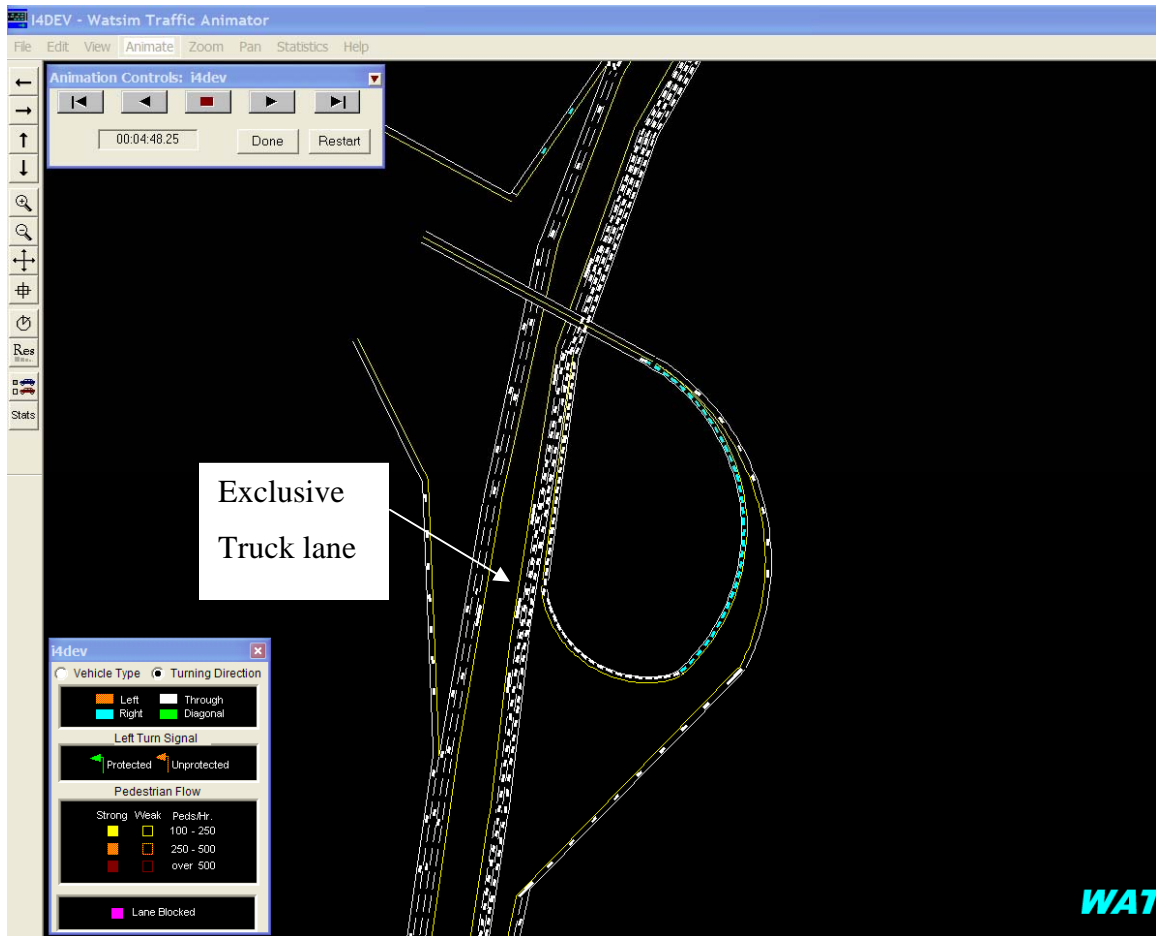 I4DEV - Watsim Traffic Animator
File Edit View Animate Zoom Pan Statistics Help
Animation Controls: i4dev
00:04:48.25 Done Restart
Res
Stats
Exclusive
Truck lane
i4dev
Vehicle Type Turning Direction
Left Through
Right Diagonal
Left Turn Signal
Protected Unprotected
Pedestrian Flow
Strong Weak Peds/Hr.
100 - 250
250 - 500
over 500
Lane Blocked
WAT